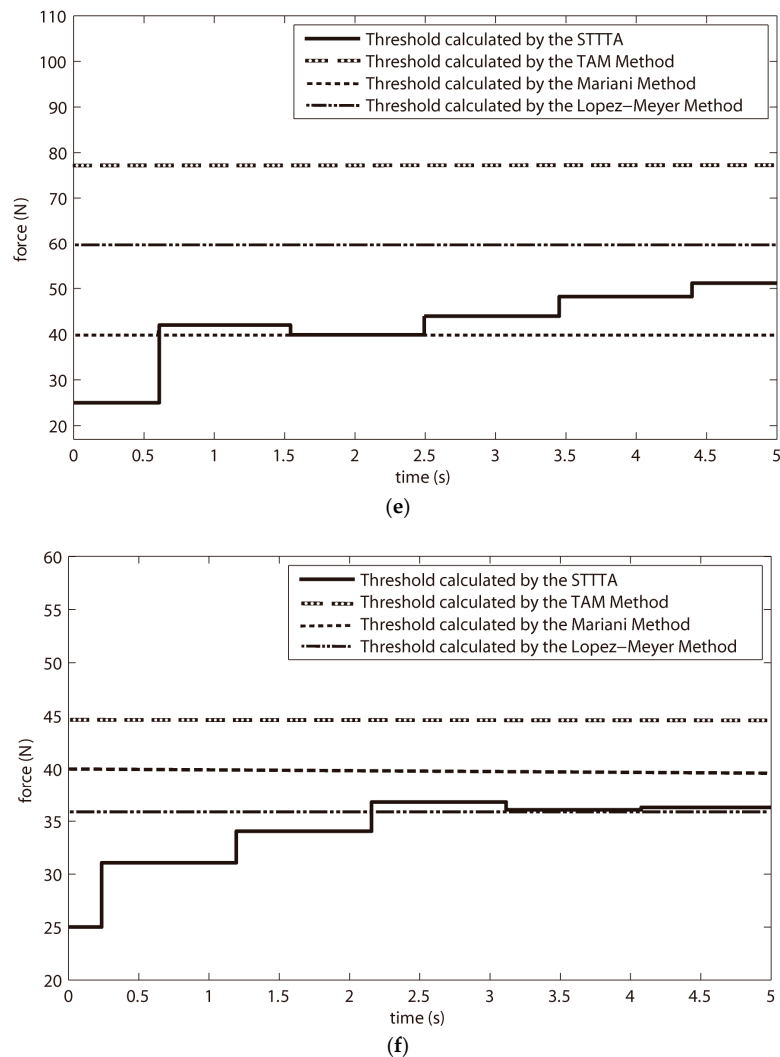 110
100
90
80
70
60
50
40
30
20
force (N)
Threshold calculated by the STTTA
Threshold calculated by the TAM Method
Threshold calculated by the Mariani Method
Threshold calculated by the Lopez−Meyer Method
0 0.5 1 1.5 2 2.5 3 3.5 4 4.5 5
time (s)
(e)
60
55
50
45
40
35
30
25
20
force (N)
Threshold calculated by the STTTA
Threshold calculated by the TAM Method
Threshold calculated by the Mariani Method
Threshold calculated by the Lopez−Meyer Method
0 0.5 1 1.5 2 2.5 3 3.5 4 4.5 5
time (s)
(f)